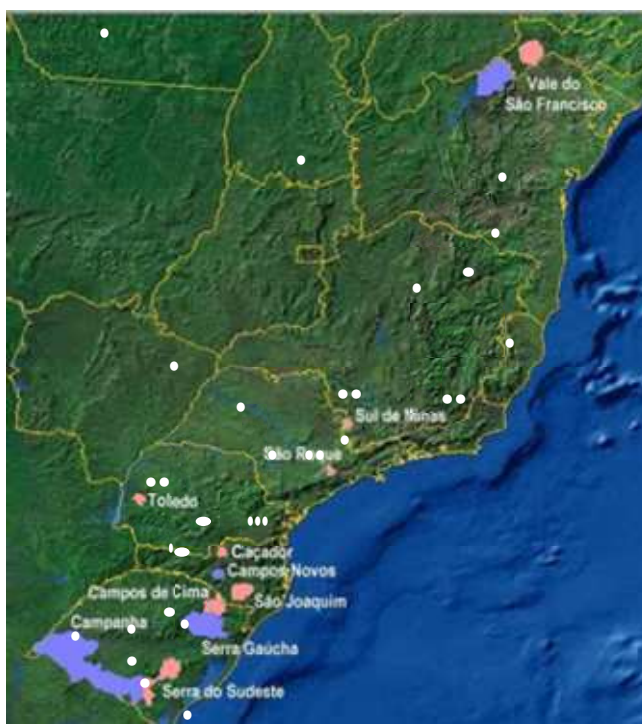 Vale do
São Francisco
Sul de Minas
São Roque
Toledo
Caçador
Campos Novos
Campos de Cima
São Joaquim
Campanha
Serra Gaúcha
Serra do Sudeste